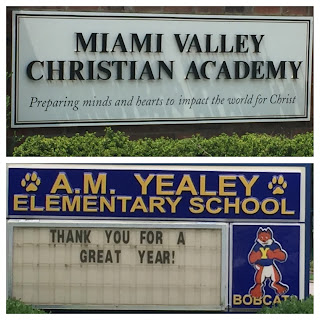 MIAMI VALLEY
CHRISTIAN ACADEMY
Preparing minds and hearts to impact the world for Christ
A.M. YEALEY
ELEMENTARY SCHOOL
THANK YOU FOR A
GREAT YEAR!
Y
BOBCATS